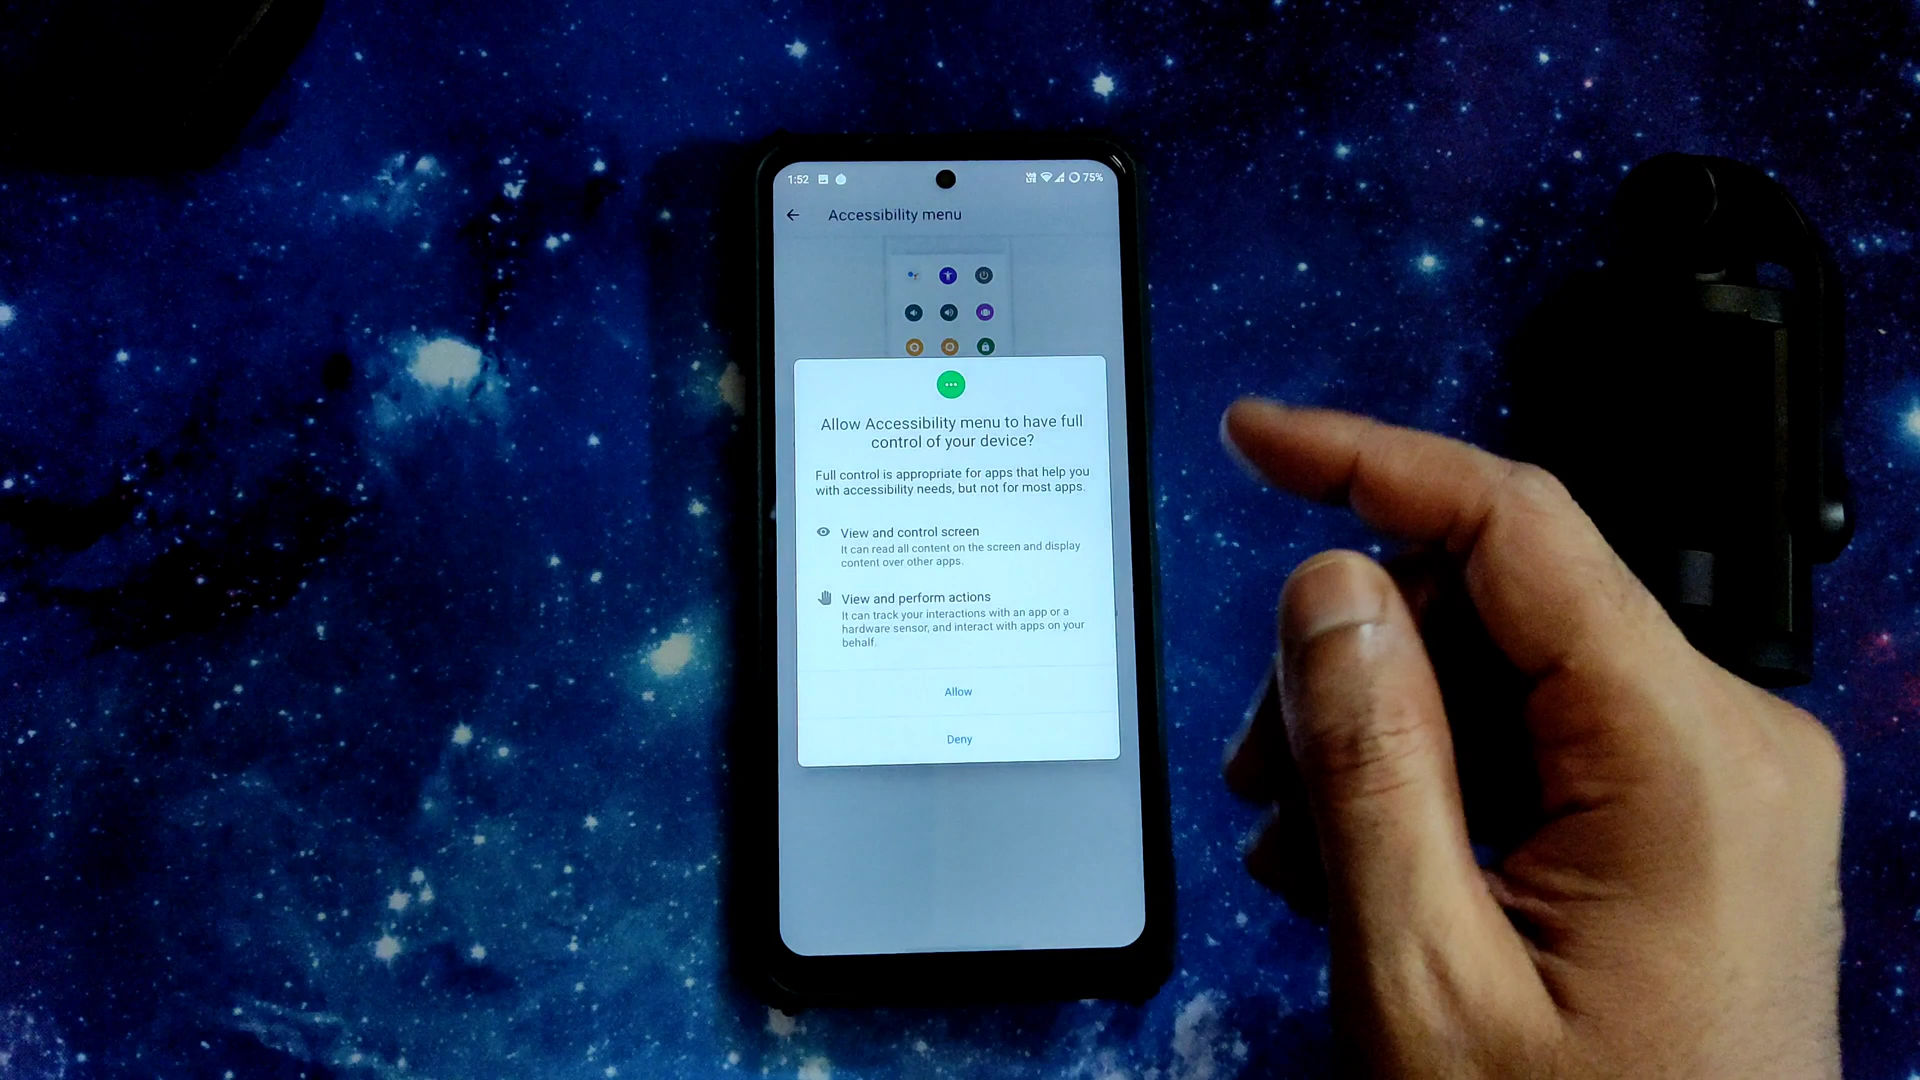 1:52
75%
Accessibility menu
Allow Accessibility menu to have full
control of your device?
Full control is appropriate for apps that help you
with accessibility needs, but not for most apps.
View and control screen
It can read all content on the screen and display
content over other apps.
View and perform actions
It can track your interactions with an app or a
hardware sensor, and interact with apps on your
behalf.
Allow
Deny